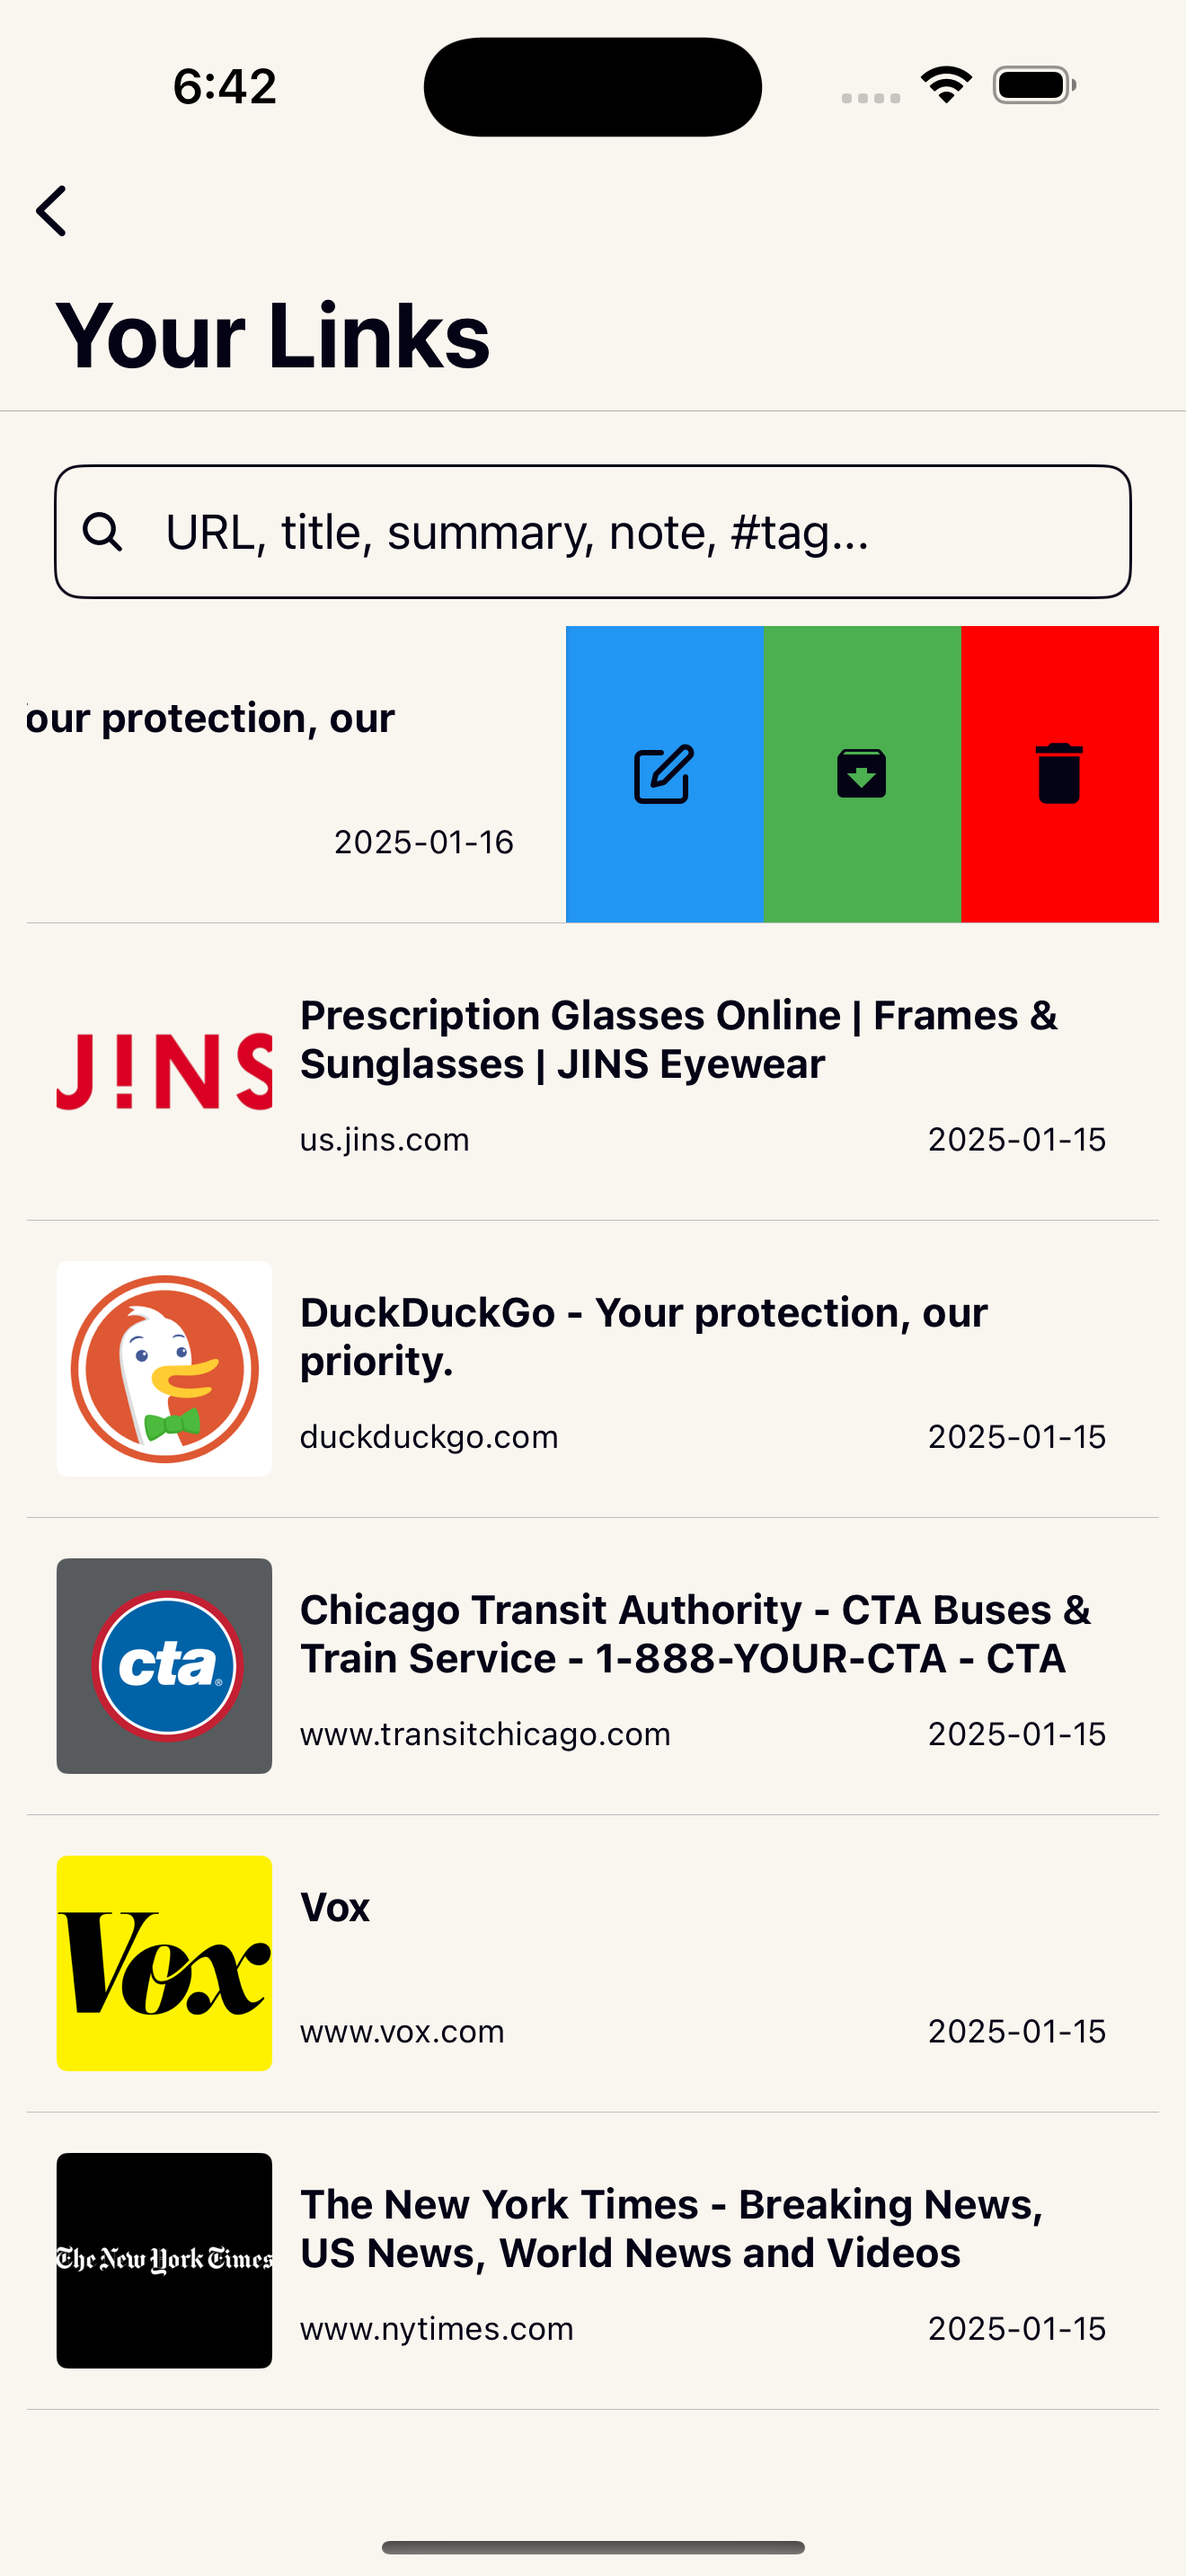 6:42
Your Links
URL, title, summary, note, #tag...
our protection, our
2025-01-16
J!NS
Prescription Glasses Online | Frames &
Sunglasses | JINS Eyewear
us.jins.com 2025-01-15
DuckDuckGo - Your protection, our
priority.
duckduckgo.com 2025-01-15
cta®
Chicago Transit Authority - CTA Buses &
Train Service - 1-888-YOUR-CTA - CTA
www.transitchicago.com 2025-01-15
Vox
Vox
www.vox.com 2025-01-15
The New York Times
The New York Times - Breaking News,
US News, World News and Videos
www.nytimes.com 2025-01-15